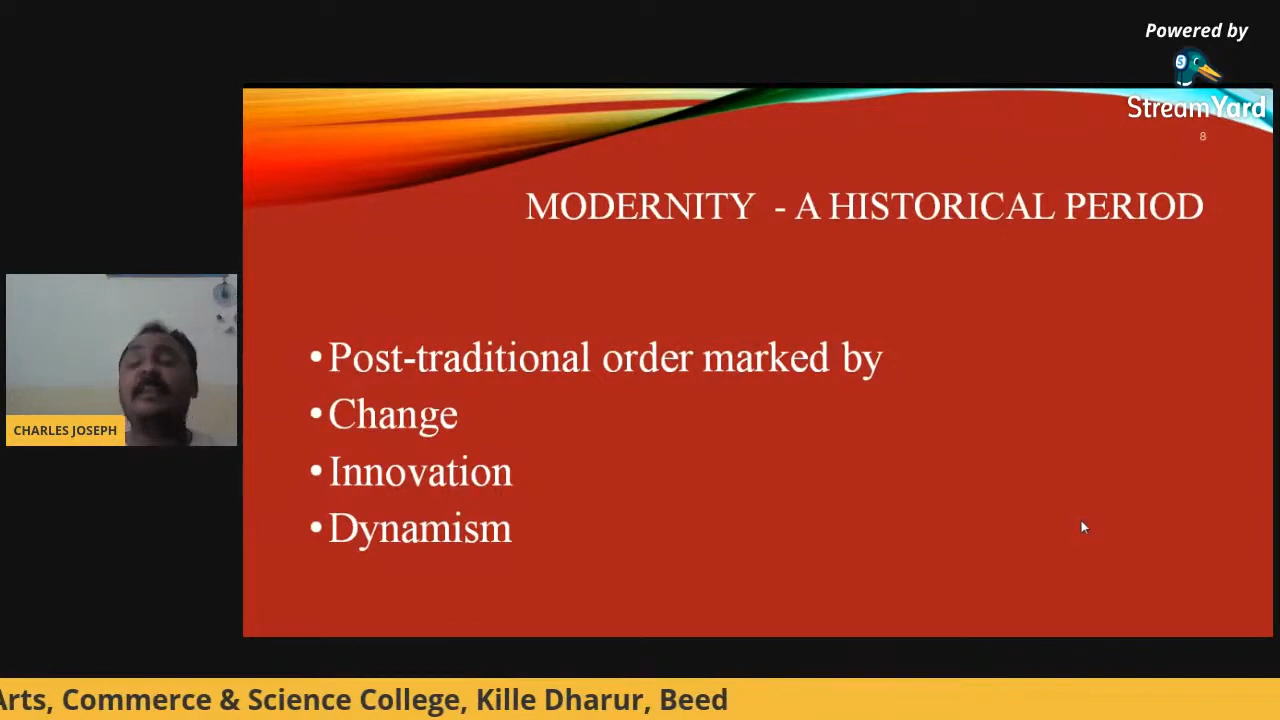 Powered by
StreamYard
8
MODERNITY - A HISTORICAL PERIOD
•Post-traditional order marked by
•Change
•Innovation
•Dynamism
CHARLES JOSEPH
Arts, Commerce & Science College, Kille Dharur, Beed